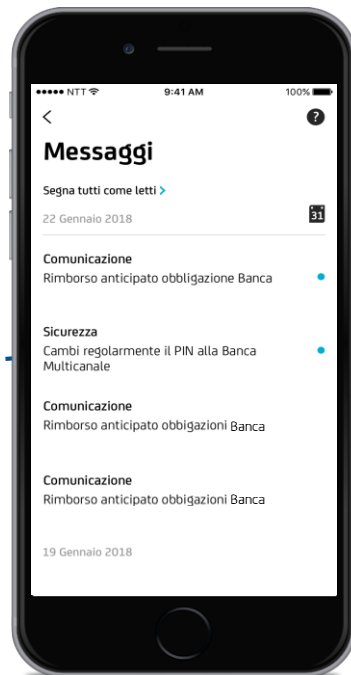 NTT 9:41 AM 100%
?
Messaggi
Segna tutti come letti >
22 Gennaio 2018 31
Comunicazione
Rimborso anticipato obbligazione Banca
Sicurezza
Cambi regolarmente il PIN alla Banca
Multicanale
Comunicazione
Rimborso anticipato obbigazioni Banca
Comunicazione
Rimborso anticipato obbigazioni Banca
19 Gennaio 2018